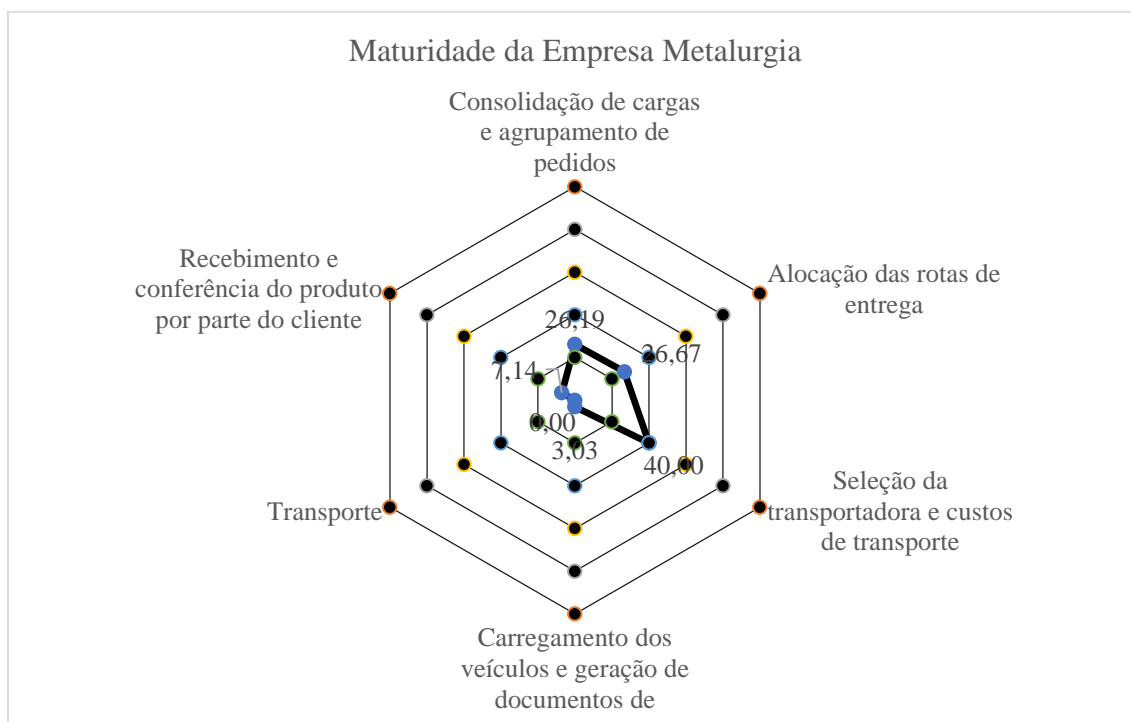 Maturidade da Empresa Metalurgia
Consolidação de cargas
e agrupamento de
pedidos
Recebimento e
conferência do produto
por parte do cliente
Alocação das rotas de
entrega
26,19
26,67
7,14
0,00
3,03
40,00
Transporte
Seleção da
transportadora e custos
de transporte
Carregamento dos
veículos e geração de
documentos de